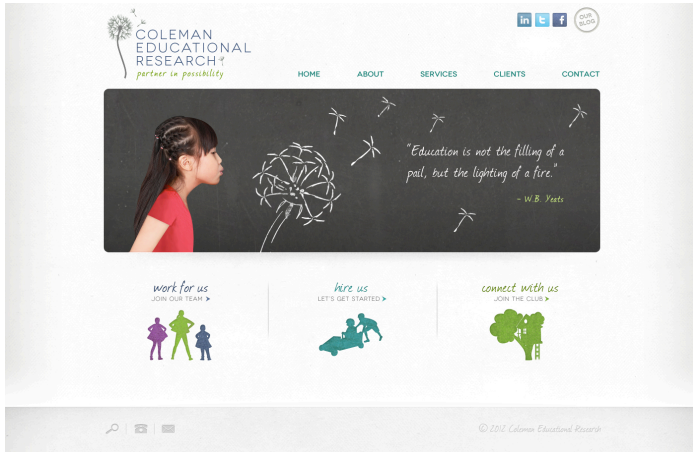 COLEMAN
EDUCATIONAL
RESEARCH
partner in possibility
in t f
OUR
BLOG
HOME ABOUT SERVICES CLIENTS CONTACT
"Education is not the filling of a
pail, but the lighting of a fire."
- W.B. Yeats
work for us
JOIN OUR TEAM >
hire us
LET'S GET STARTED >
connect with us
JOIN THE CLUB >
© 2012 Coleman Educational Research